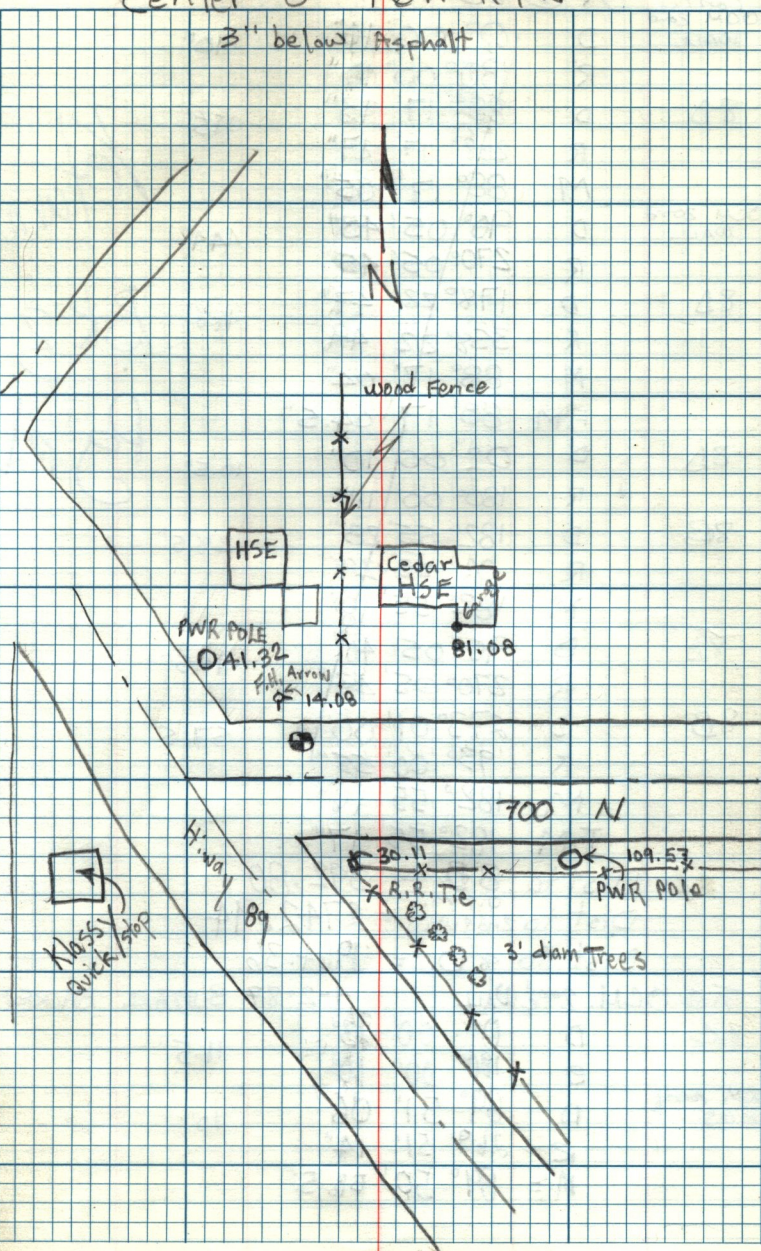 3" below Asphalt
N
wood Fence
HSE
Cedar
HSE
Garage
81.08
PWR POLE
41.32
F.H. Arrow
14.08
700 N
30.11
109.57
R.R. Tie
PWR Pole
Hiway 89
3' diam Trees
Klassy
Quick/stop